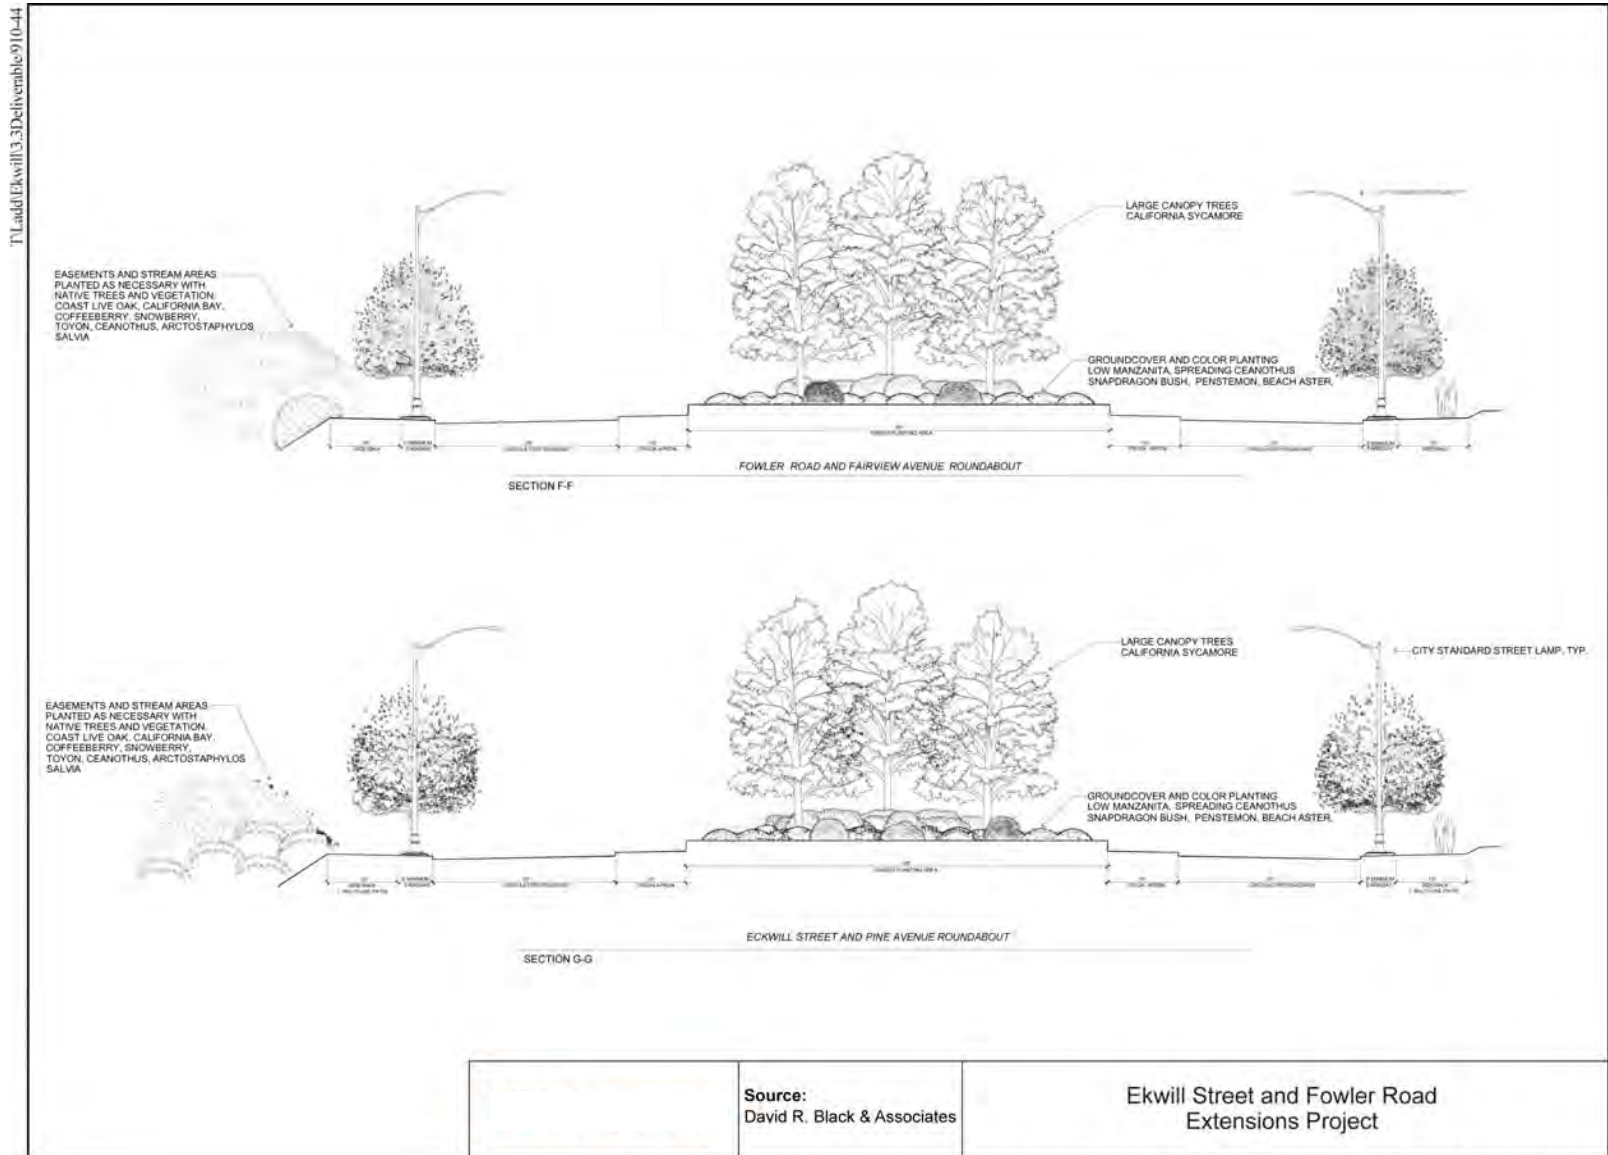 T\Ladd\Ekwill\3.3Deliverable/910-44
LARGE CANOPY TREES
CALIFORNIA SYCAMORE
EASEMENTS AND STREAM AREAS
PLANTED AS NECESSARY WITH
NATIVE TREES AND VEGETATION
COAST LIVE OAK, CALIFORNIA BAY,
COFFEEBERRY, SNOWBERRY,
TOYON, CEANOTHUS, ARCTOSTAPHYLOS
SALVIA
GROUNDCOVER AND COLOR PLANTING
LOW MANZANITA, SPREADING CEANOTHUS
SNAPDRAGON BUSH, PENSTEMON, BEACH ASTER,
FOWLER ROAD AND FAIRVIEW AVENUE ROUNDABOUT
SECTION F-F
LARGE CANOPY TREES
CALIFORNIA SYCAMORE
CITY STANDARD STREET LAMP, TYP.
EASEMENTS AND STREAM AREAS
PLANTED AS NECESSARY WITH
NATIVE TREES AND VEGETATION
COAST LIVE OAK, CALIFORNIA BAY,
COFFEEBERRY, SNOWBERRY,
TOYON, CEANOTHUS, ARCTOSTAPHYLOS
SALVIA
GROUNDCOVER AND COLOR PLANTING
LOW MANZANITA, SPREADING CEANOTHUS
SNAPDRAGON BUSH, PENSTEMON, BEACH ASTER,
ECKWILL STREET AND PINE AVENUE ROUNDABOUT
SECTION G-G
Source:
David R. Black & Associates
Ekwill Street and Fowler Road
Extensions Project